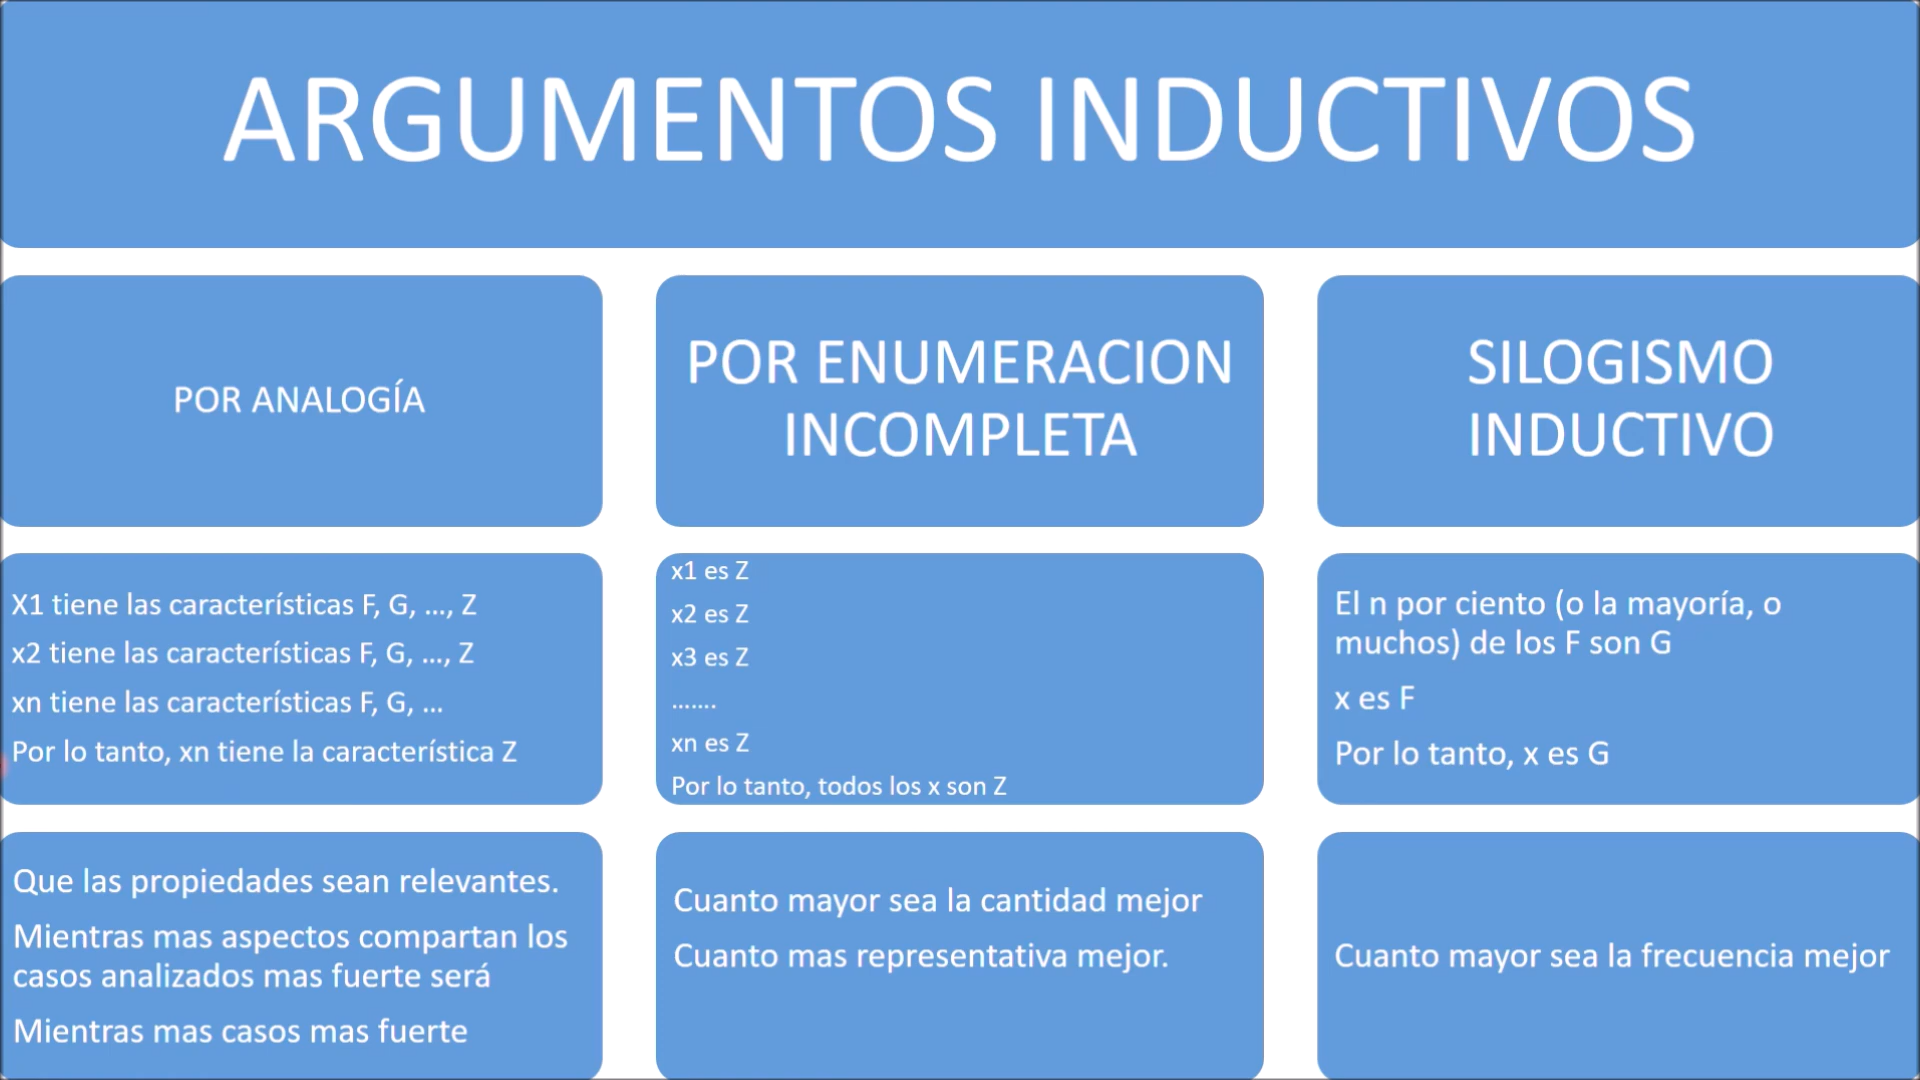 ARGUMENTOS INDUCTIVOS
POR ANALOGÍA
X1 tiene las características F, G, ..., Z
x2 tiene las características F, G, ..., Z
xn tiene las características F, G, ...
Por lo tanto, xn tiene la característica Z
Que las propiedades sean relevantes.
Mientras mas aspectos compartan los
casos analizados mas fuerte será
Mientras mas casos mas fuerte
POR ENUMERACION
INCOMPLETA
x1 es Z
x2 es Z
x3 es Z
.......
xn es Z
Por lo tanto, todos los x son Z
Cuanto mayor sea la cantidad mejor
Cuanto mas representativa mejor.
SILOGISMO
INDUCTIVO
El n por ciento (o la mayoría, o
muchos) de los F son G
x es F
Por lo tanto, x es G
Cuanto mayor sea la frecuencia mejor